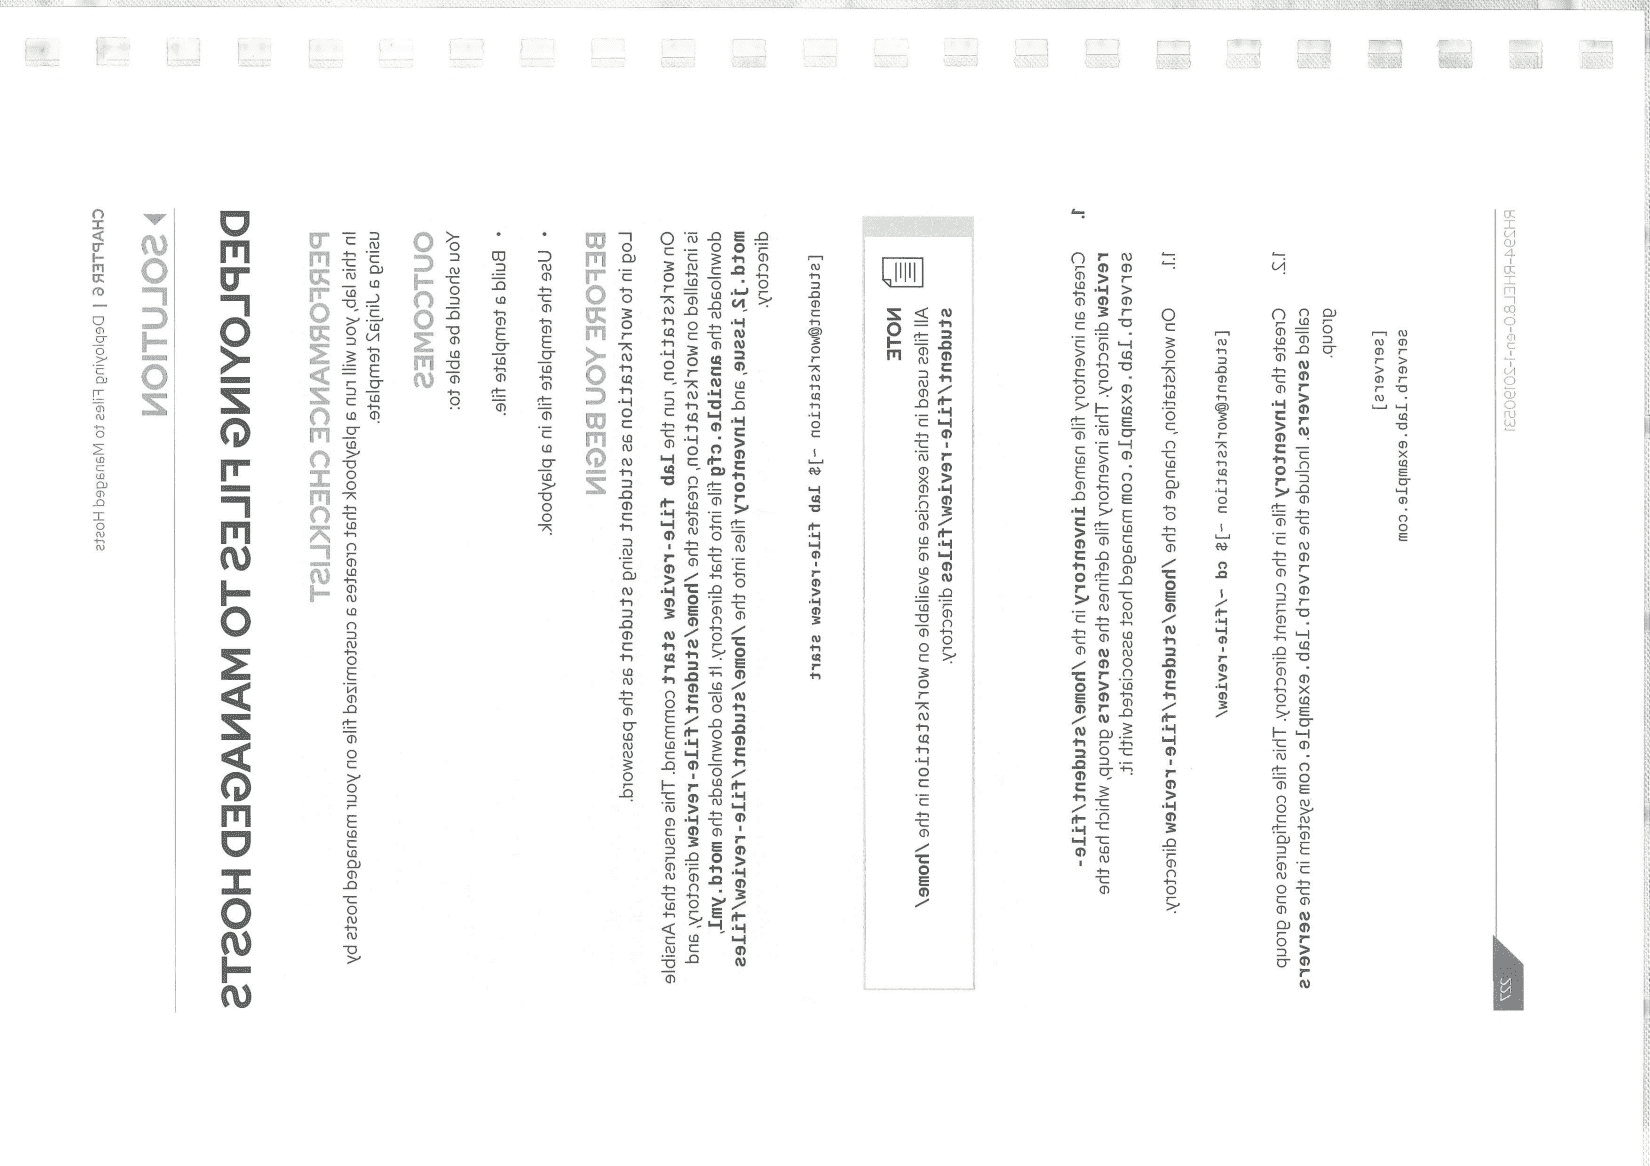 CHAPTER 6 | Deploying Files to Managed Hosts
SOLUTION
DEPLOYING FILES TO MANAGED HOSTS
PERFORMANCE CHECKLIST
In this lab, you will run a playbook that creates a customized file on your managed hosts by
using a Jinja2 template.
OUTCOMES
You should be able to:
• Build a template file.
• Use the template file in a playbook.
BEFORE YOU BEGIN
Log in to workstation as student using student as the password.
On workstation, run the lab file-review start command. This ensures that Ansible
is installed on workstation, creates the /home/student/file-review directory, and
downloads the ansible.cfg file into that directory. It also downloads the motd.yml,
motd.j2, issue, and inventory files into the /home/student/file-review/files
directory.
[student@workstation ~]$ lab file-review start
NOTE
All files used in this exercise are available on workstation in the /home/
student/file-review/files directory.
1. Create an inventory file named inventory in the /home/student/file-
review directory. This inventory file defines the servers group, which has the
serverb.lab.example.com managed host associated with it.
1.1. On workstation, change to the /home/student/file-review directory.
[student@workstation ~]$ cd ~/file-review/
1.2. Create the inventory file in the current directory. This file configures one group
called servers. Include the serverb.lab.example.com system in the servers
group.
[servers]
serverb.lab.example.com
RH294-RHEL8.0-en-1-20190531
227